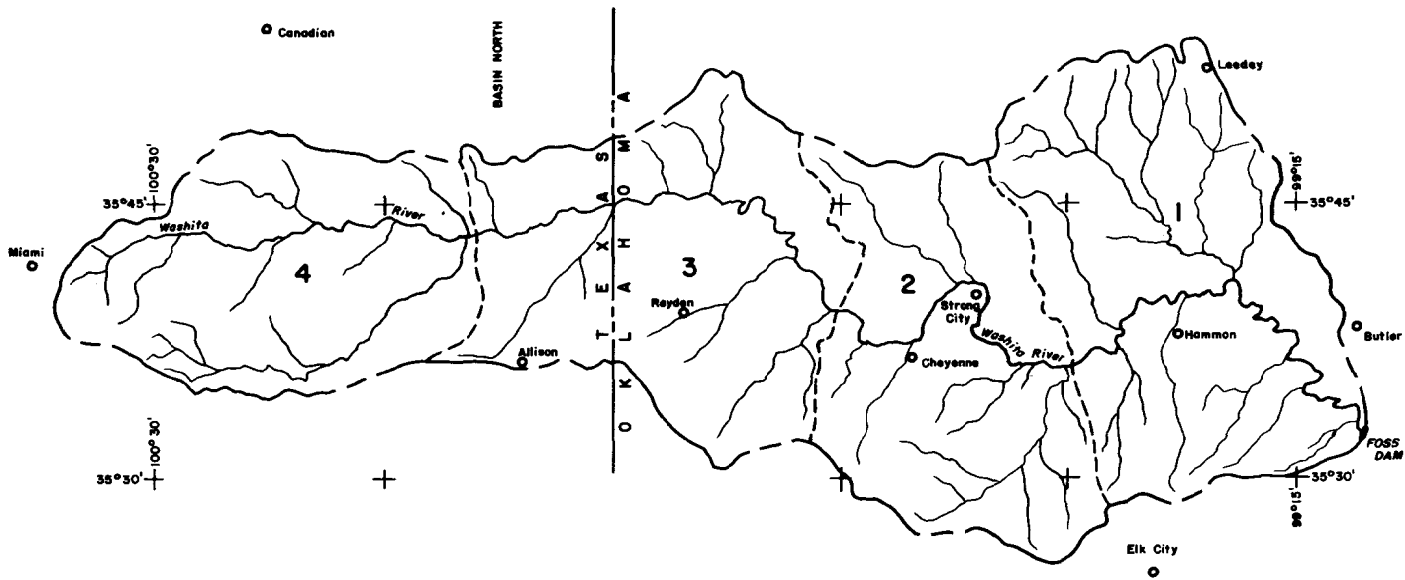 Canadian
BASIN NORTH
TEXAS
OKLAHOMA
Leedey
100°30'
99°15'
35°45'
35°45'
Washita
River
1
Miami
4
3
2
Reydon
Strong
City
Washita River
Hammon
Butler
Allison
Cheyenne
FOSS
DAM
100°30'
35°30'
35°30'
99°15'
Elk City